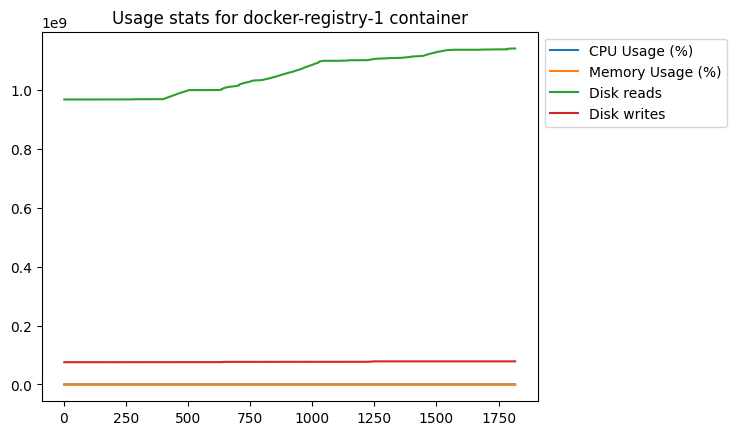 Usage stats for docker-registry-1 container
1e9
1.0
0.8
0.6
0.4
0.2
0.0
0 250 500 750 1000 1250 1500 1750
CPU Usage (%)
Memory Usage (%)
Disk reads
Disk writes